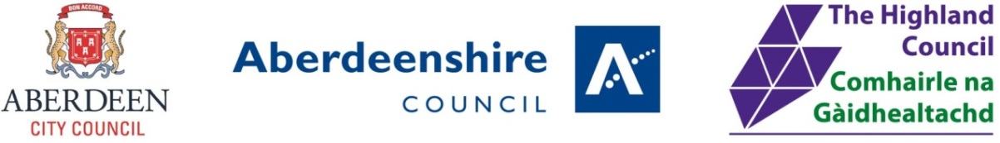 BON ACCORD
ABERDEEN
CITY COUNCIL
Aberdeenshire
COUNCIL
The Highland
Council
Comhairle na
Gàidhealtachd